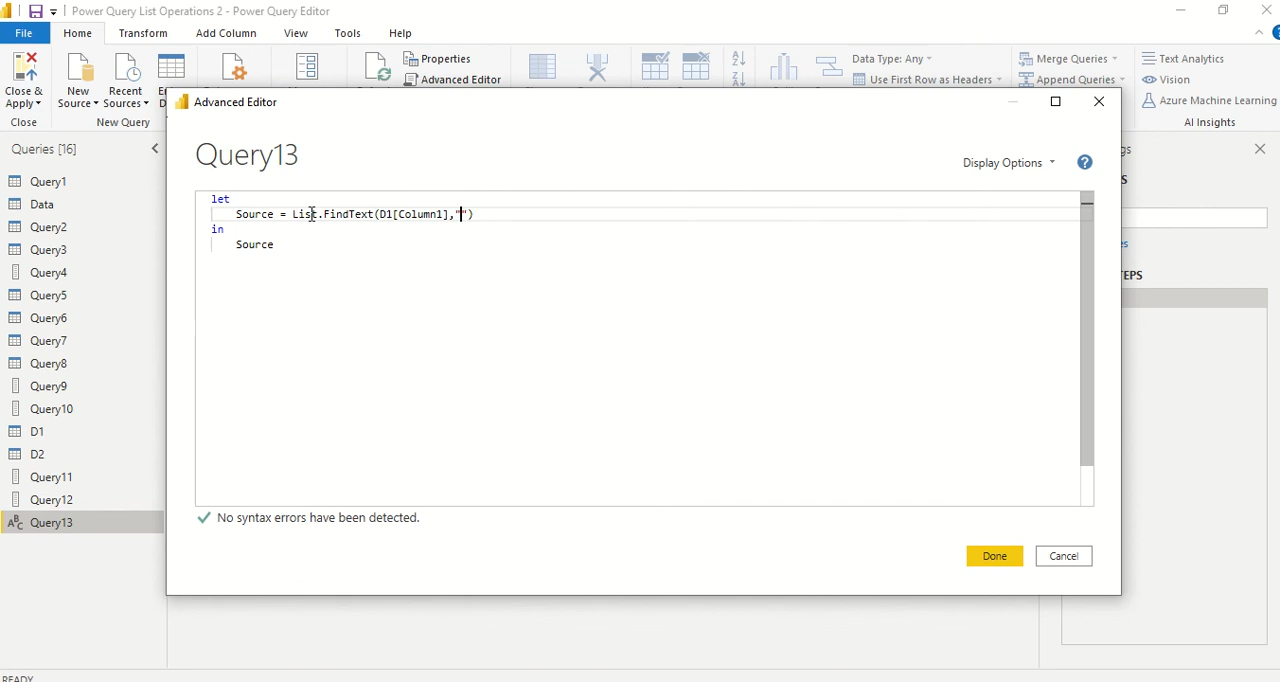 Power Query List Operations 2 - Power Query Editor
File Home Transform Add Column View Tools Help
Close & Apply
New Source
Recent Sources
Properties
Advanced Editor
Data Type: Any
Use First Row as Headers
Merge Queries
Append Queries
Text Analytics
Vision
Azure Machine Learning
Close
New Query
AI Insights
Queries [16]
Query1
Data
Query2
Query3
Query4
Query5
Query6
Query7
Query8
Query9
Query10
D1
D2
Query11
Query12
Query13
Advanced Editor
Query13
Display Options
let
Source = List.FindText(D1[Column1],"")
in
Source
No syntax errors have been detected.
Done
Cancel
READY